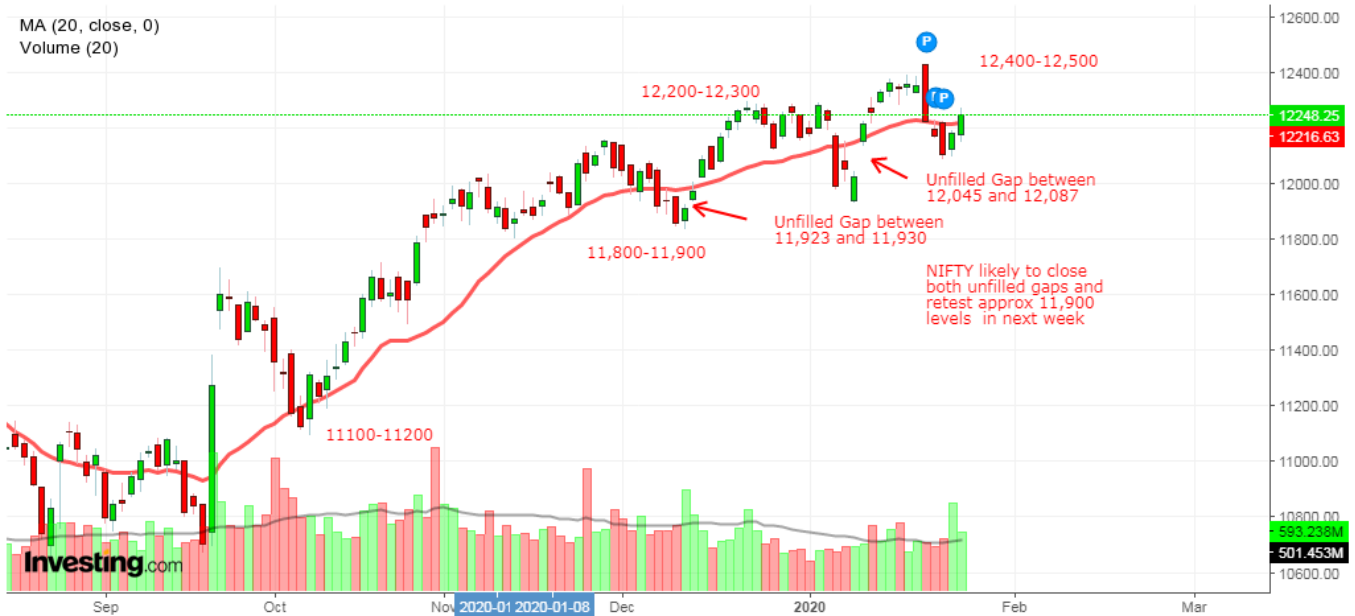 MA (20, close, 0)
Volume (20)
P
12,400-12,500
12,200-12,300
P
Unfilled Gap between
12,045 and 12,087
Unfilled Gap between
11,923 and 11,930
11,800-11,900
NIFTY likely to close
both unfilled gaps and
retest approx 11,900
levels  in next week
11100-11200
12600.00
12400.00
12248.25
12216.63
12000.00
11800.00
11600.00
11400.00
11200.00
11000.00
10800.00
593.238M
501.453M
10600.00
Investing.com
Sep
Oct
Nov
2020-01
2020-01-08
Dec
2020
Feb
Mar